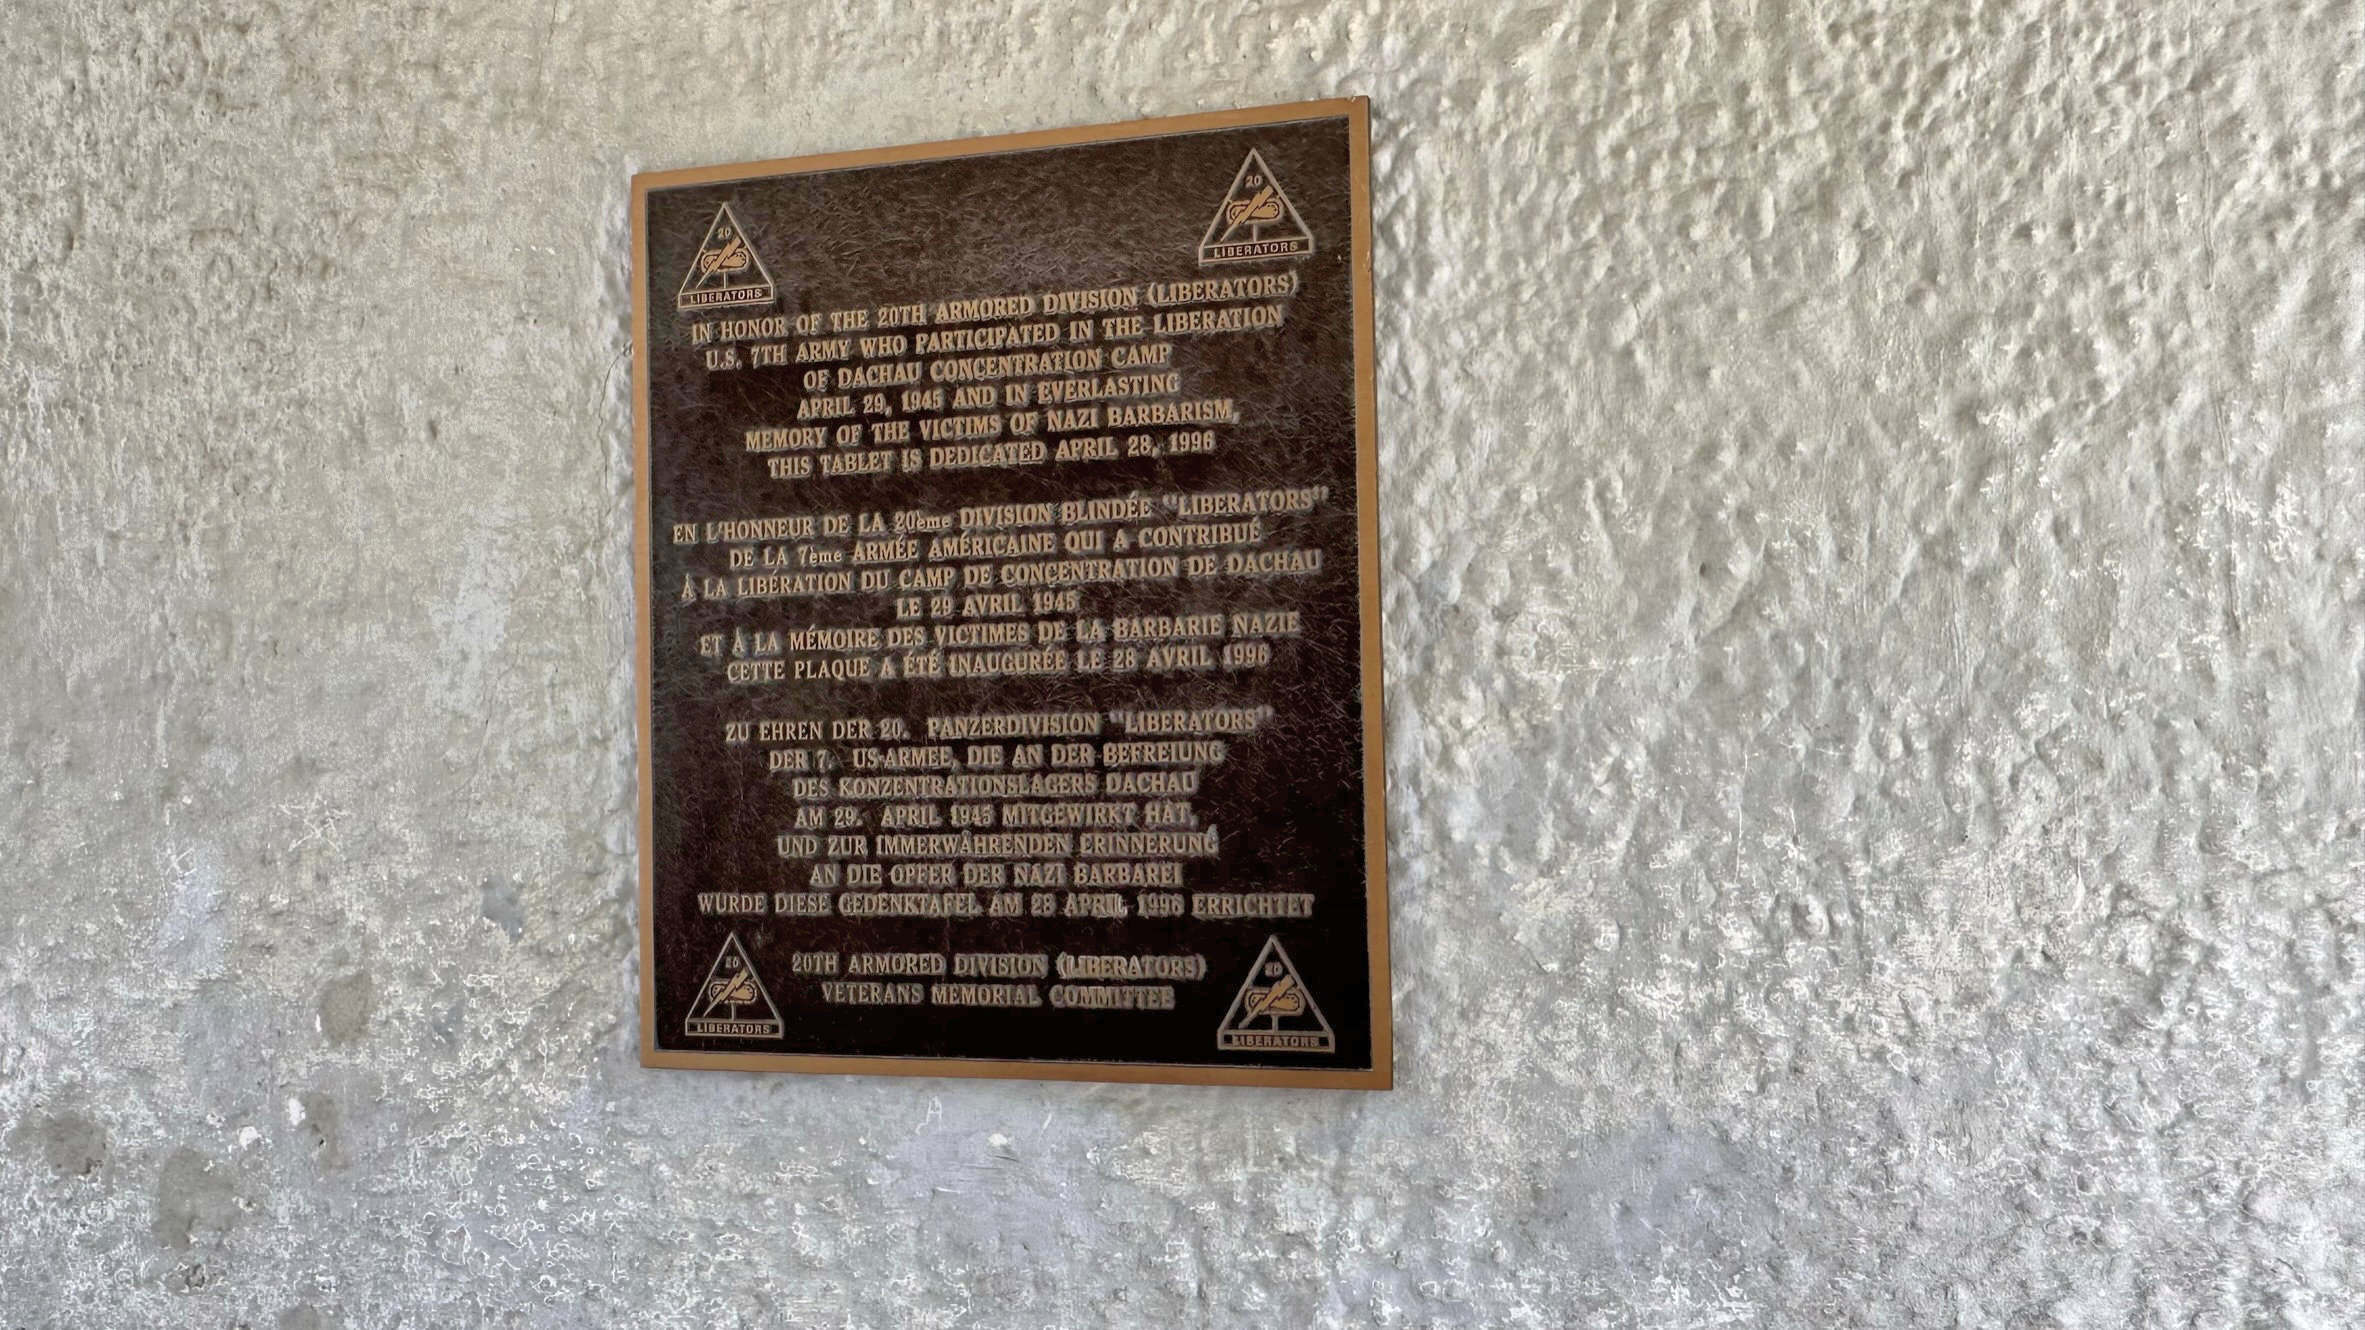 20
LIBERATORS
20
LIBERATORS
IN HONOR OF THE 20TH ARMORED DIVISION (LIBERATORS)
U.S. 7TH ARMY WHO PARTICIPATED IN THE LIBERATION
OF DACHAU CONCENTRATION CAMP
APRIL 29, 1945 AND IN EVERLASTING
MEMORY OF THE VICTIMS OF NAZI BARBARISM,
THIS TABLET IS DEDICATED APRIL 28, 1996
EN L'HONNEUR DE LA 20ème DIVISION BLINDÉE "LIBERATORS"
DE LA 7ème ARMÉE AMÉRICAINE QUI A CONTRIBUÉ
À LA LIBÉRATION DU CAMP DE CONCENTRATION DE DACHAU
LE 29 AVRIL 1945
ET À LA MÉMOIRE DES VICTIMES DE LA BARBARIE NAZIE
CETTE PLAQUE A ÉTÉ INAUGURÉE LE 28 AVRIL 1996
ZU EHREN DER 20. PANZERDIVISION "LIBERATORS"
DER 7. US-ARMEE, DIE AN DER BEFREIUNG
DES KONZENTRATIONSLAGERS DACHAU
AM 29. APRIL 1945 MITGEWIRKT HAT,
UND ZUR IMMERWÄHRENDEN ERINNERUNG
AN DIE OPFER DER NAZI BARBAREI
WURDE DIESE GEDENKTAFEL AM 28 APRIL 1996 ERRICHTET
20TH ARMORED DIVISION (LIBERATORS)
VETERANS MEMORIAL COMMITTEE
20
LIBERATORS
20
LIBERATORS